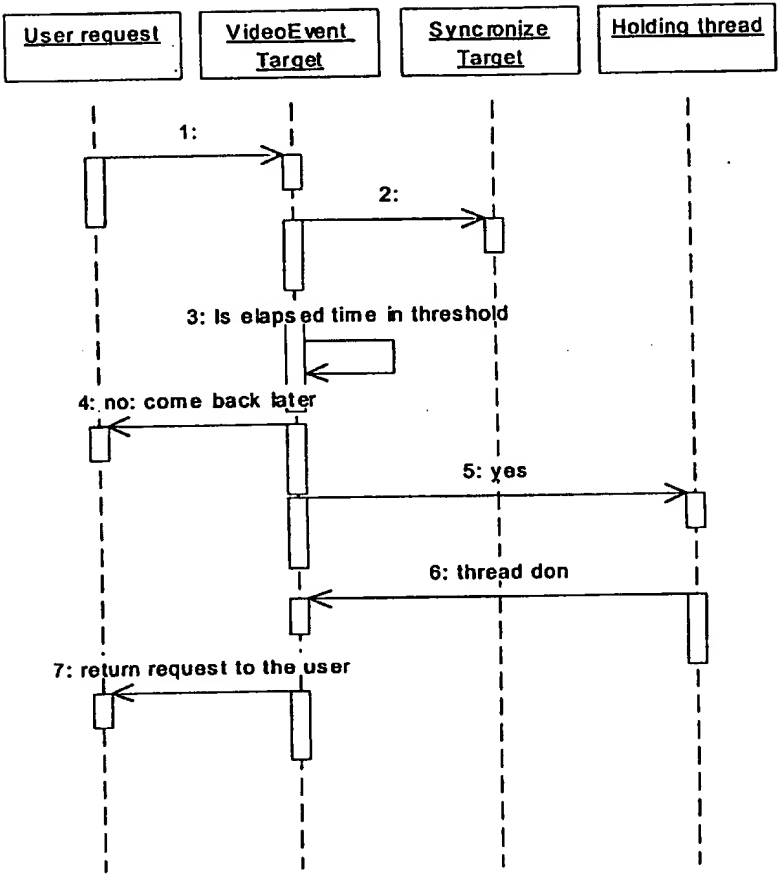 User request
VideoEvent_
Target
Syncronize
Target
Holding thread
1:
2:
3: Is elapsed time in threshold
4: no: come back later
5: yes
6: thread don
7: return request to the user